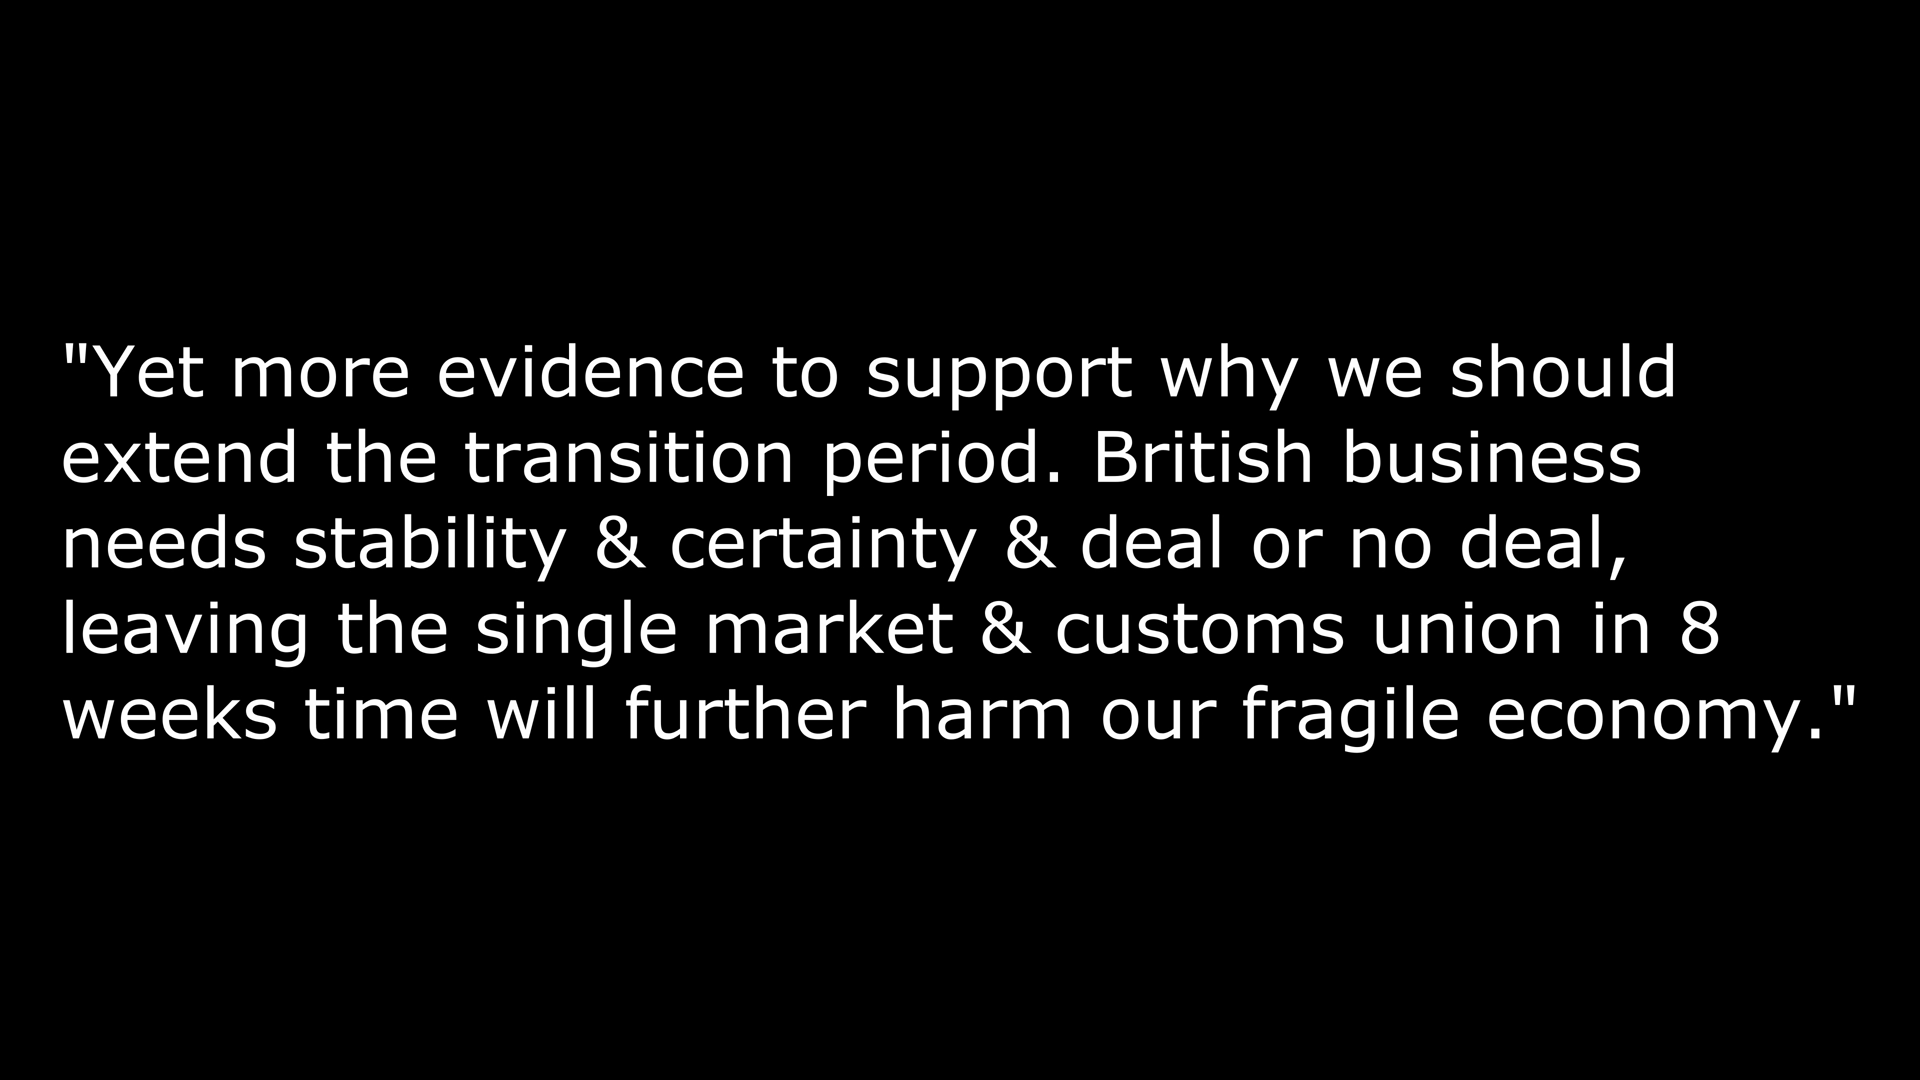 "Yet more evidence to support why we should
extend the transition period. British business
needs stability & certainty & deal or no deal,
leaving the single market & customs union in 8
weeks time will further harm our fragile economy."